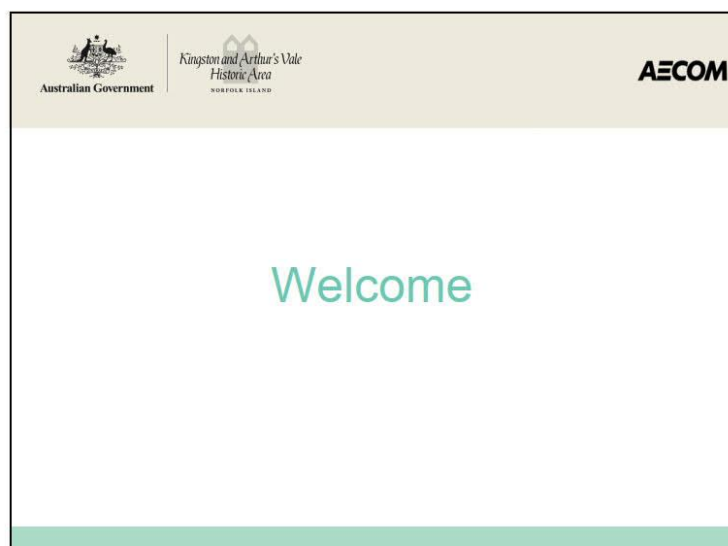 Australian Government
Kingston and Arthur's Vale
Historic Area
NORFOLK ISLAND
AECOM
Welcome